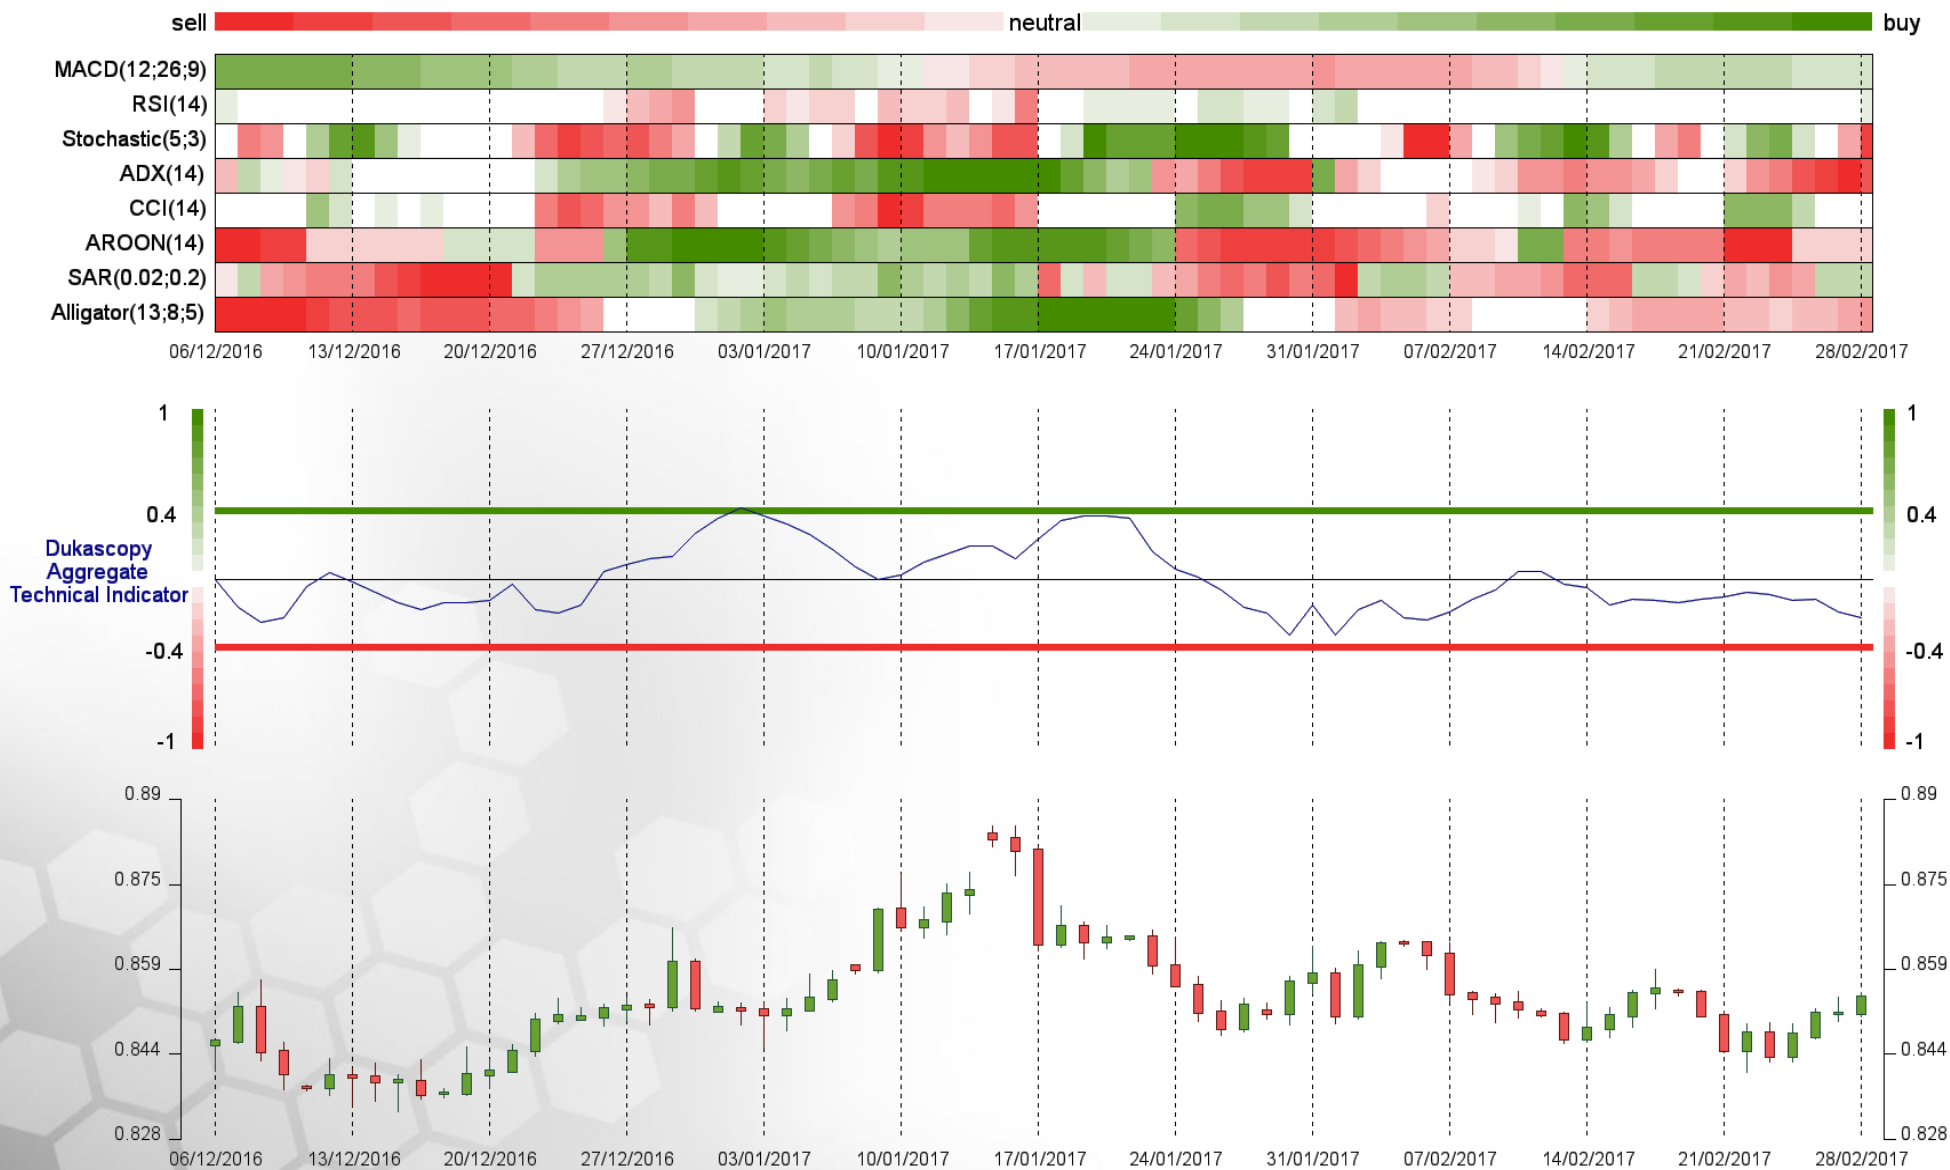 sell neutral buy
MACD(12;26;9)
RSI(14)
Stochastic(5;3)
ADX(14)
CCI(14)
AROON(14)
SAR(0.02;0.2)
Alligator(13;8;5)
06/12/2016 13/12/2016 20/12/2016 27/12/2016 03/01/2017 10/01/2017 17/01/2017 24/01/2017 31/01/2017 07/02/2017 14/02/2017 21/02/2017 28/02/2017
1 1
0.4 0.4
Dukascopy
Aggregate
Technical Indicator
-0.4 -0.4
-1 -1
0.89 0.89
0.875 0.875
0.859 0.859
0.844 0.844
0.828 0.828
06/12/2016 13/12/2016 20/12/2016 27/12/2016 03/01/2017 10/01/2017 17/01/2017 24/01/2017 31/01/2017 07/02/2017 14/02/2017 21/02/2017 28/02/2017